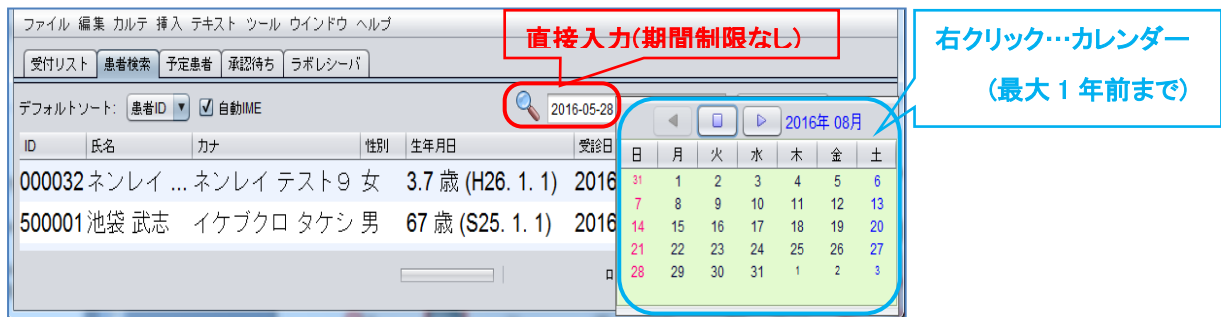 ファイル 編集 カルテ 挿入 テキスト ツール ウインドウ ヘルプ
直接入力(期間制限なし)
右クリック…カレンダー
(最大1年前まで)
受付リスト 患者検索 予定患者 承認待ち ラボレシーバ
デフォルトソート: 患者ID 自動IME
2016-05-28
2016年 08月
ID 氏名 カナ 性別 生年月日 受診日
日 月 火 水 木 金 土
000032 ネンレイ ... ネンレイ テスト9 女 3.7 歳 (H26. 1. 1) 2016
500001 池袋 武志 イケブクロ タケシ 男 67 歳 (S25. 1. 1) 2016
31 1 2 3 4 5 6
7 8 9 10 11 12 13
14 15 16 17 18 19 20
21 22 23 24 25 26 27
28 29 30 31 1 2 3